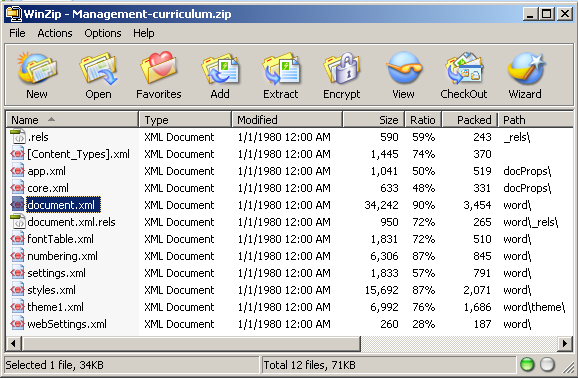 WinZip - Management-curriculum.zip
File Actions Options Help
New Open Favorites Add Extract Encrypt View CheckOut Wizard
Name Type Modified Size Ratio Packed Path
.rels XML Document 1/1/1980 12:00 AM 590 59% 243 _rels\
[Content_Types].xml XML Document 1/1/1980 12:00 AM 1,445 74% 370
app.xml XML Document 1/1/1980 12:00 AM 1,041 50% 519 docProps\
core.xml XML Document 1/1/1980 12:00 AM 633 48% 331 docProps\
document.xml XML Document 1/1/1980 12:00 AM 34,242 90% 3,454 word\
document.xml.rels XML Document 1/1/1980 12:00 AM 950 72% 265 word\_rels\
fontTable.xml XML Document 1/1/1980 12:00 AM 1,831 72% 510 word\
numbering.xml XML Document 1/1/1980 12:00 AM 6,306 87% 845 word\
settings.xml XML Document 1/1/1980 12:00 AM 1,833 57% 791 word\
styles.xml XML Document 1/1/1980 12:00 AM 15,692 87% 2,071 word\
theme1.xml XML Document 1/1/1980 12:00 AM 6,992 76% 1,686 word\theme\
webSettings.xml XML Document 1/1/1980 12:00 AM 260 28% 187 word\
Selected 1 file, 34KB Total 12 files, 71KB